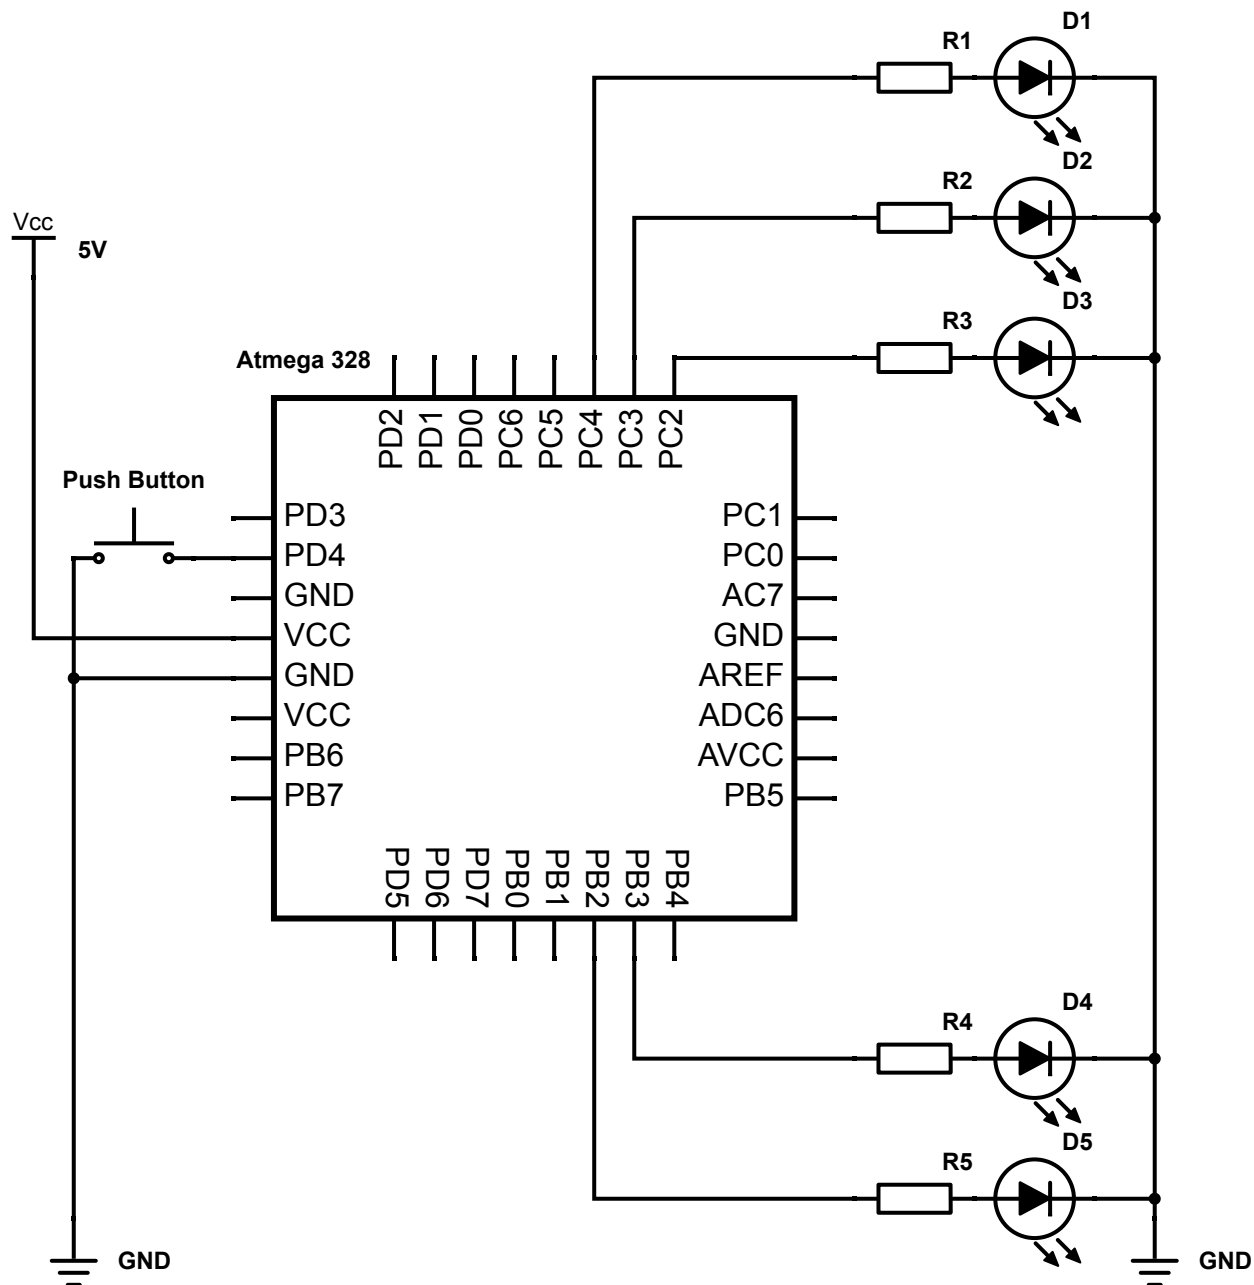 D1
R1
D2
R2
Vcc
5V
D3
R3
Atmega 328
PD2
PD1
PD0
PC6
PC5
PC4
PC3
PC2
Push Button
PD3
PD4
GND
VCC
GND
VCC
PB6
PB7
PC1
PC0
AC7
GND
AREF
ADC6
AVCC
PB5
PD5
PD6
PD7
PB0
PB1
PB2
PB3
PB4
D4
R4
D5
R5
GND
GND